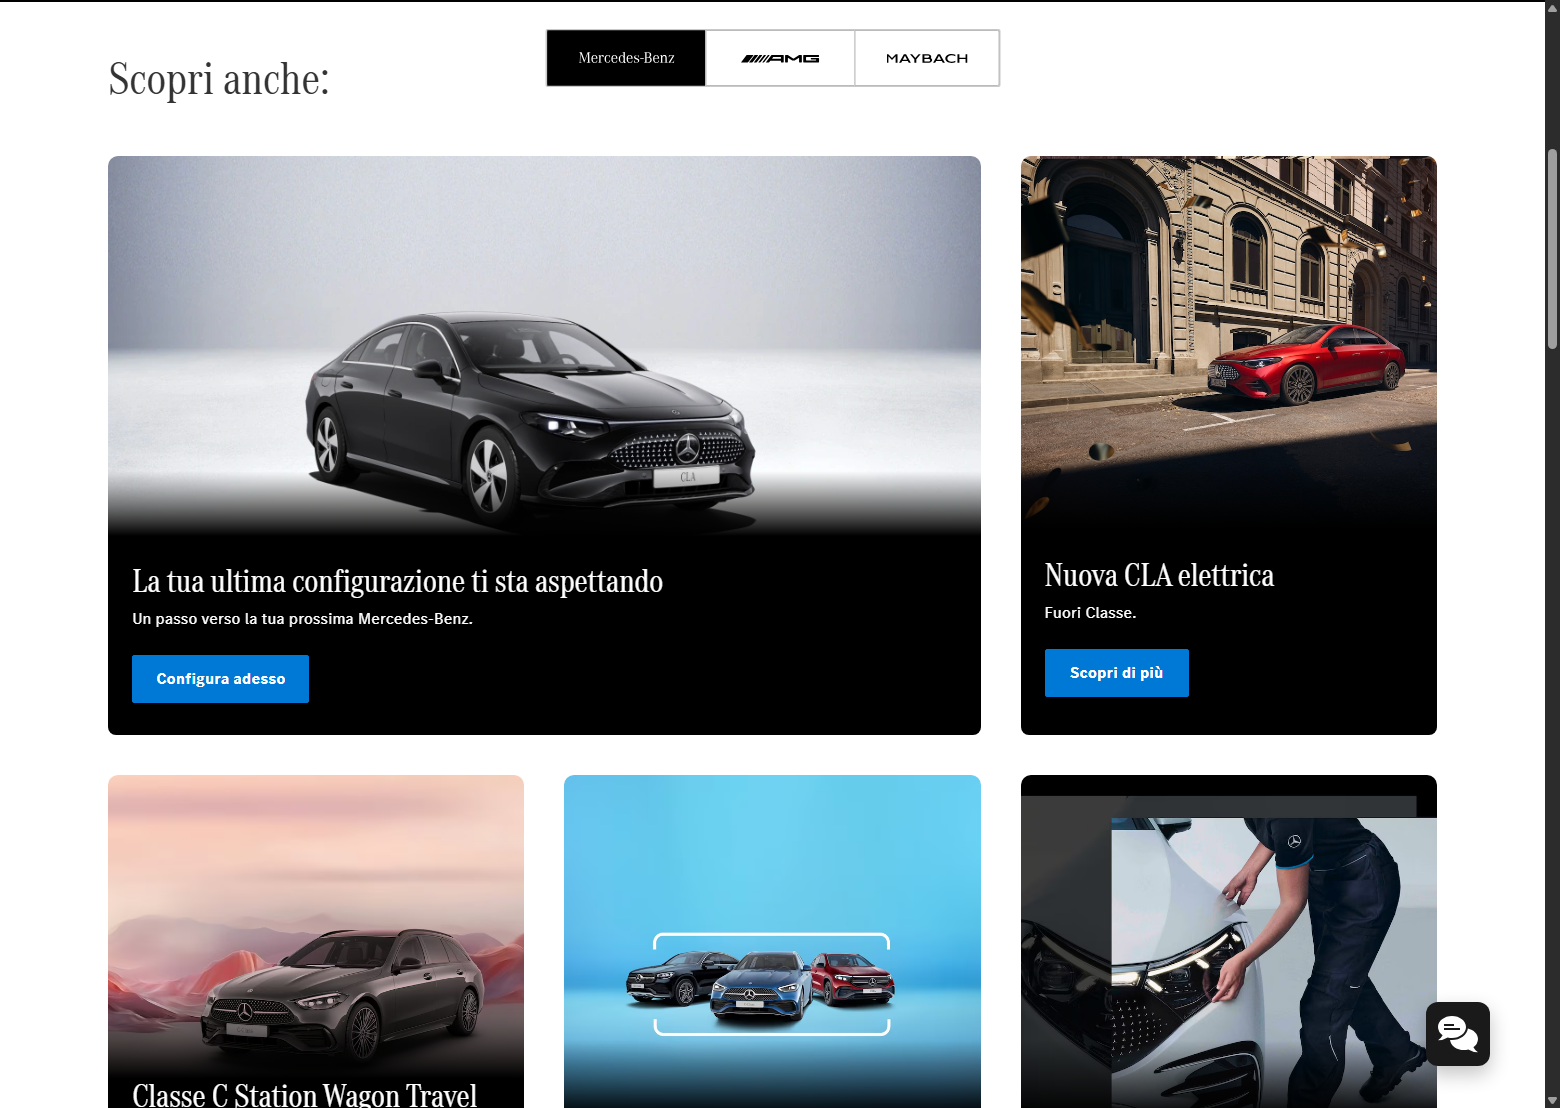 Scopri anche:
Mercedes-Benz
AMG
MAYBACH
CLA
La tua ultima configurazione ti sta aspettando
Un passo verso la tua prossima Mercedes-Benz.
Configura adesso
Nuova CLA elettrica
Fuori Classe.
Scopri di più
Classe C Station Wagon Travel